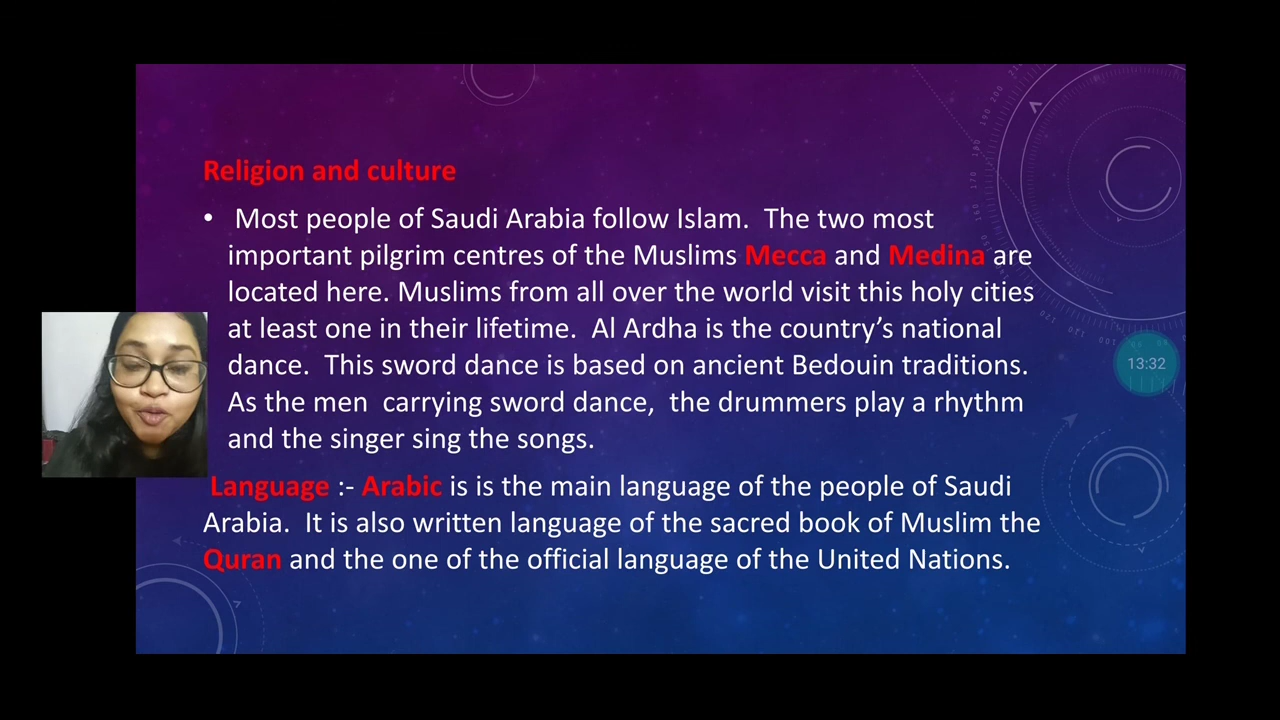 Religion and culture
• Most people of Saudi Arabia follow Islam. The two most
important pilgrim centres of the Muslims Mecca and Medina are
located here. Muslims from all over the world visit this holy cities
at least one in their lifetime. Al Ardha is the country’s national
dance. This sword dance is based on ancient Bedouin traditions.
As the men carrying sword dance, the drummers play a rhythm
and the singer sing the songs.
Language :- Arabic is is the main language of the people of Saudi
Arabia. It is also written language of the sacred book of Muslim the
Quran and the one of the official language of the United Nations.
13:32